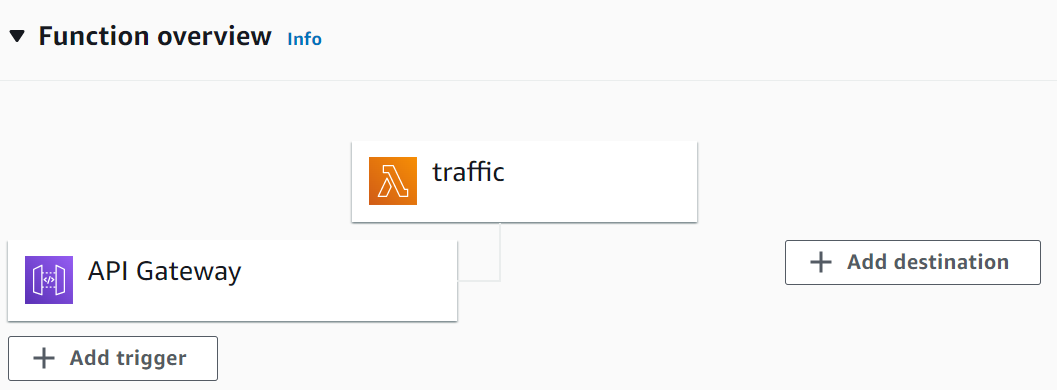 Function overview Info
traffic
API Gateway
Add destination
Add trigger